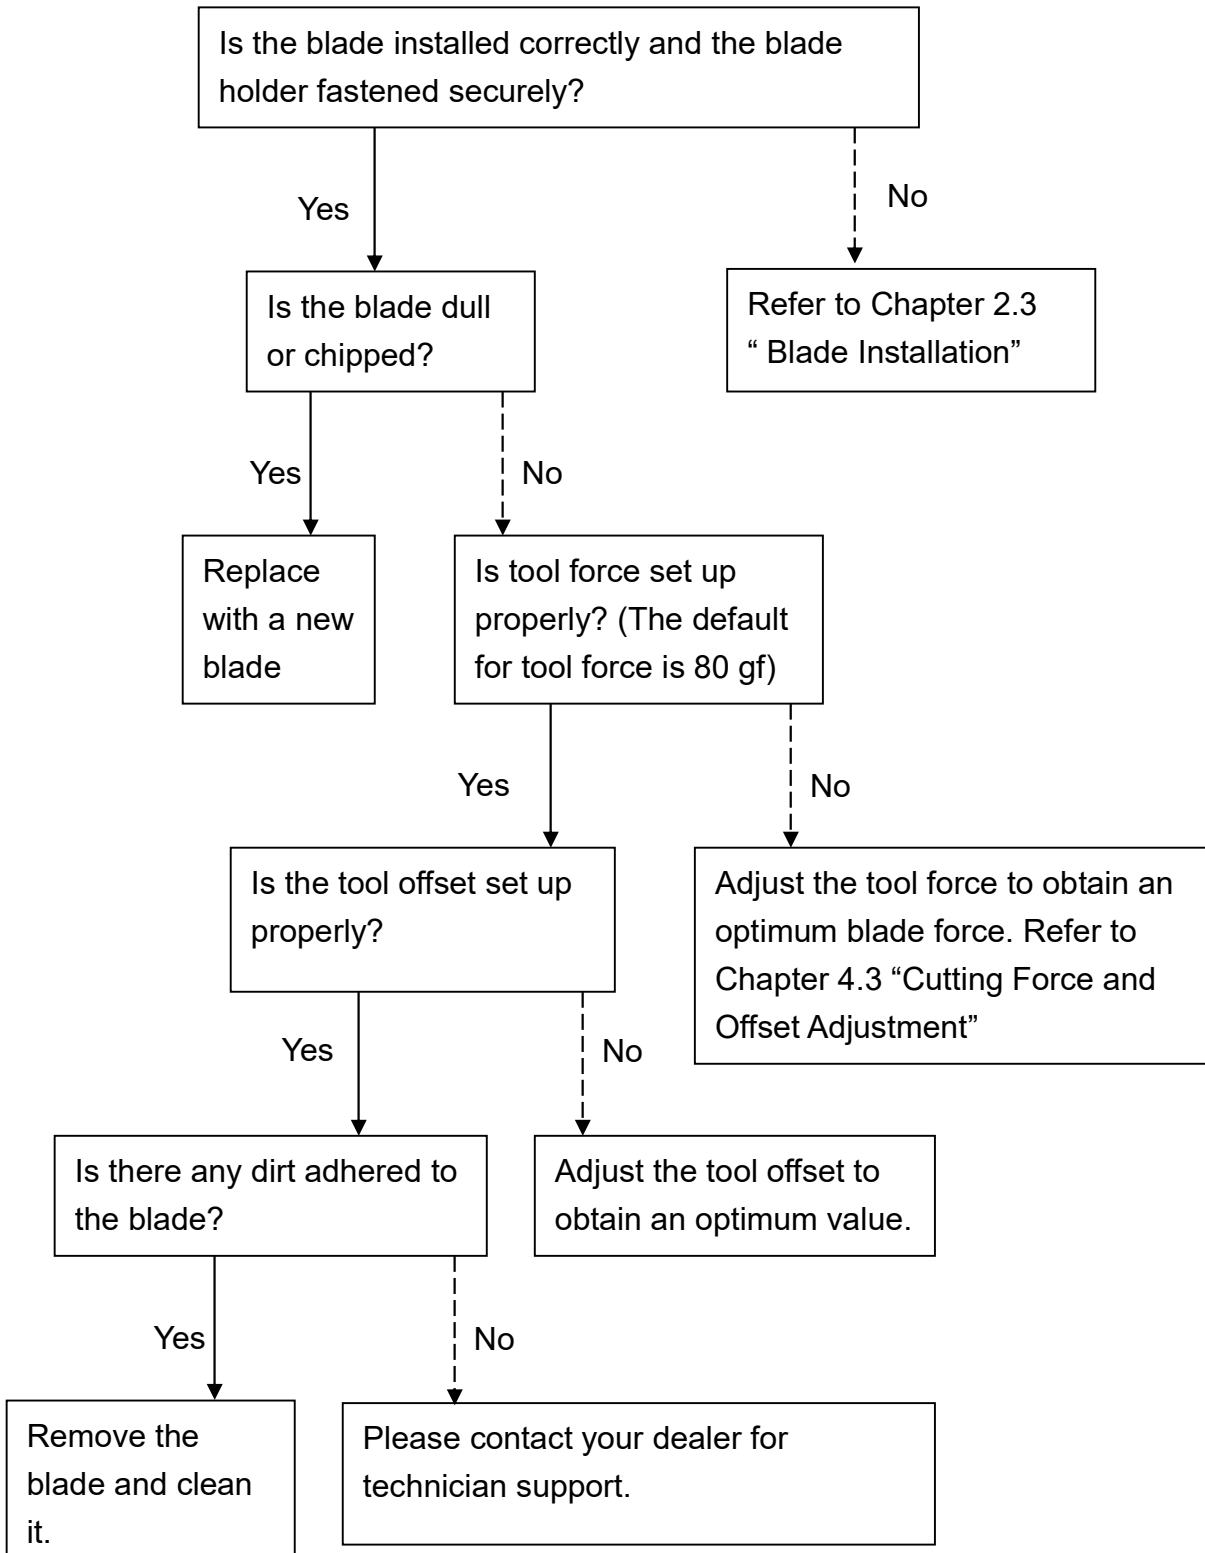 Is the blade installed correctly and the blade
holder fastened securely?
Yes
No
Is the blade dull
or chipped?
Refer to Chapter 2.3
“ Blade Installation”
Yes
No
Replace
with a new
blade
Is tool force set up
properly? (The default
for tool force is 80 gf)
Yes
No
Is the tool offset set up
properly?
Adjust the tool force to obtain an
optimum blade force. Refer to
Chapter 4.3 “Cutting Force and
Offset Adjustment”
Yes
No
Is there any dirt adhered to
the blade?
Adjust the tool offset to
obtain an optimum value.
Yes
No
Remove the
blade and clean
it.
Please contact your dealer for
technician support.